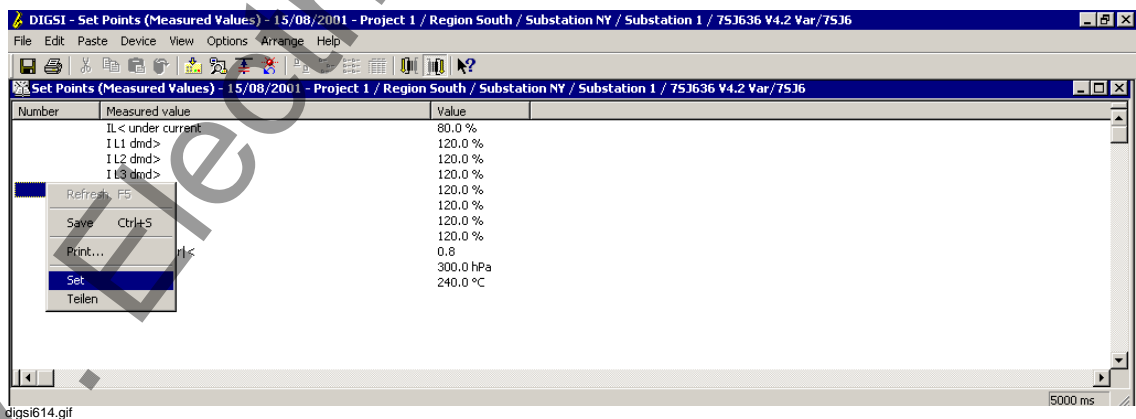 DIGSI - Set Points (Measured Values) - 15/08/2001 - Project 1 / Region South / Substation NY / Substation 1 / 7SJ636 V4.2 Var/7SJ6
File Edit Paste Device View Options Arrange Help
Set Points (Measured Values) - 15/08/2001 - Project 1 / Region South / Substation NY / Substation 1 / 7SJ636 V4.2 Var/7SJ6
Number Measured value Value
IL< under current 80.0 %
I L1 dmd> 120.0 %
I L2 dmd> 120.0 %
I L3 dmd> 120.0 %
120.0 %
Refresh F5
120.0 %
120.0 %
Save Ctrl+S
120.0 %
Print... r|< 0.8
300.0 hPa
Set 240.0 °C
Teilen
5000 ms
digsi614.gif